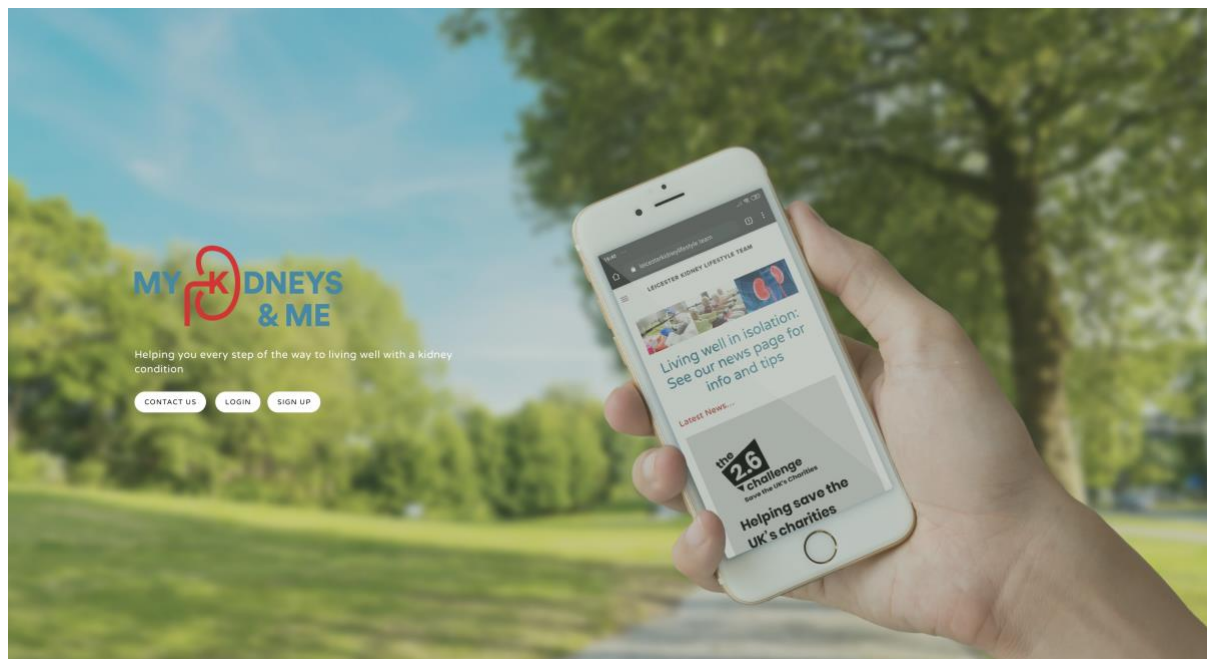 MY KDNEYS
& ME
Helping you every step of the way to living well with a kidney
condition
CONTACT US
LOGIN
SIGN UP
LEICESTER KIDNEY LIFESTYLE TEAM
Living well in isolation:
See our news page for
info and tips
Latest News...
the
2.6
challenge
Save the UK's Charities
Helping save the
UK's charities